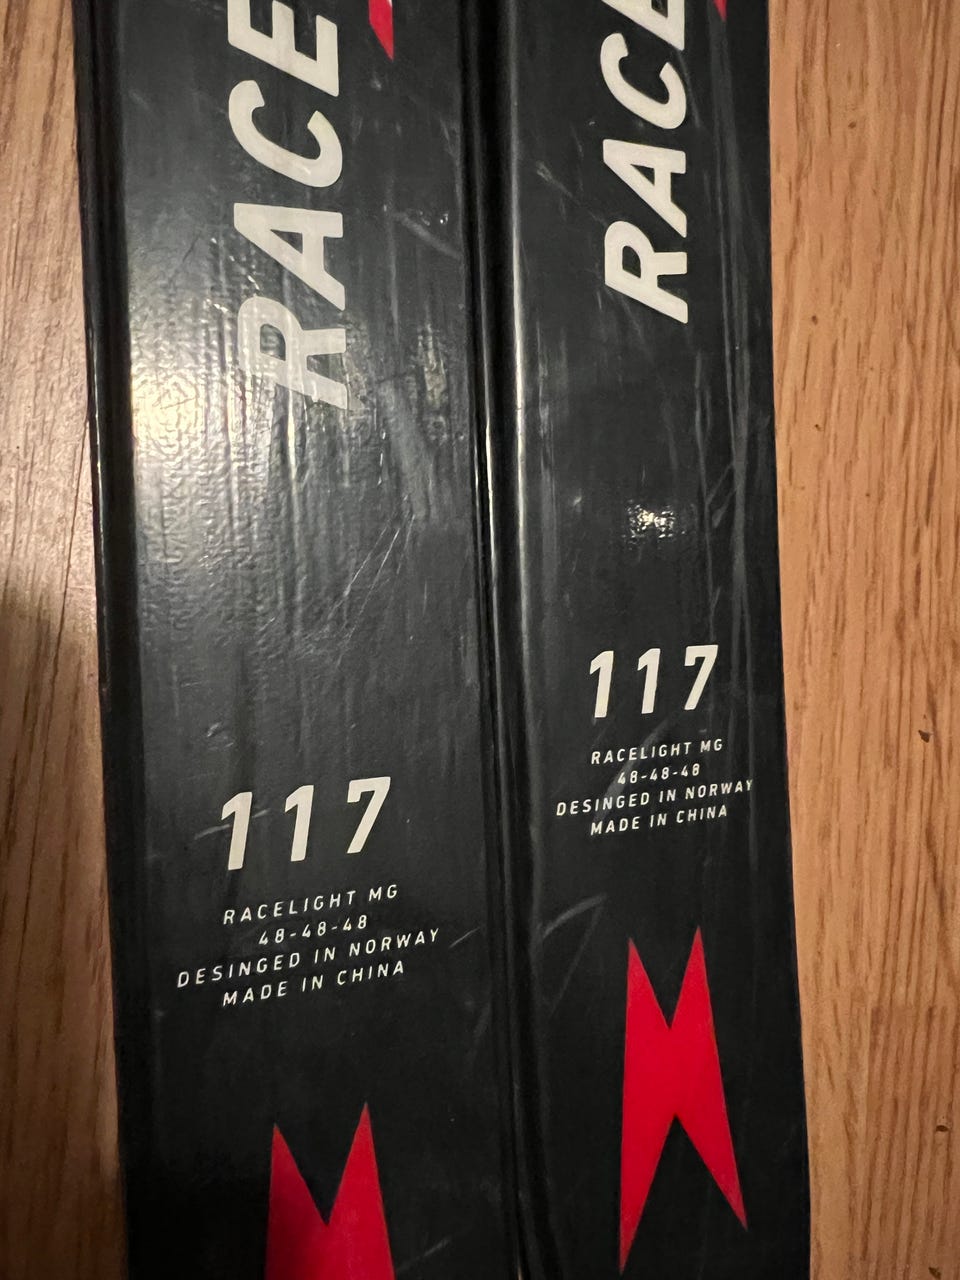 RACE
117
RACELIGHT MG
48-48-48
DESINGED IN NORWAY
MADE IN CHINA
RACE
117
RACELIGHT MG
48-48-48
DESINGED IN NORWAY
MADE IN CHINA